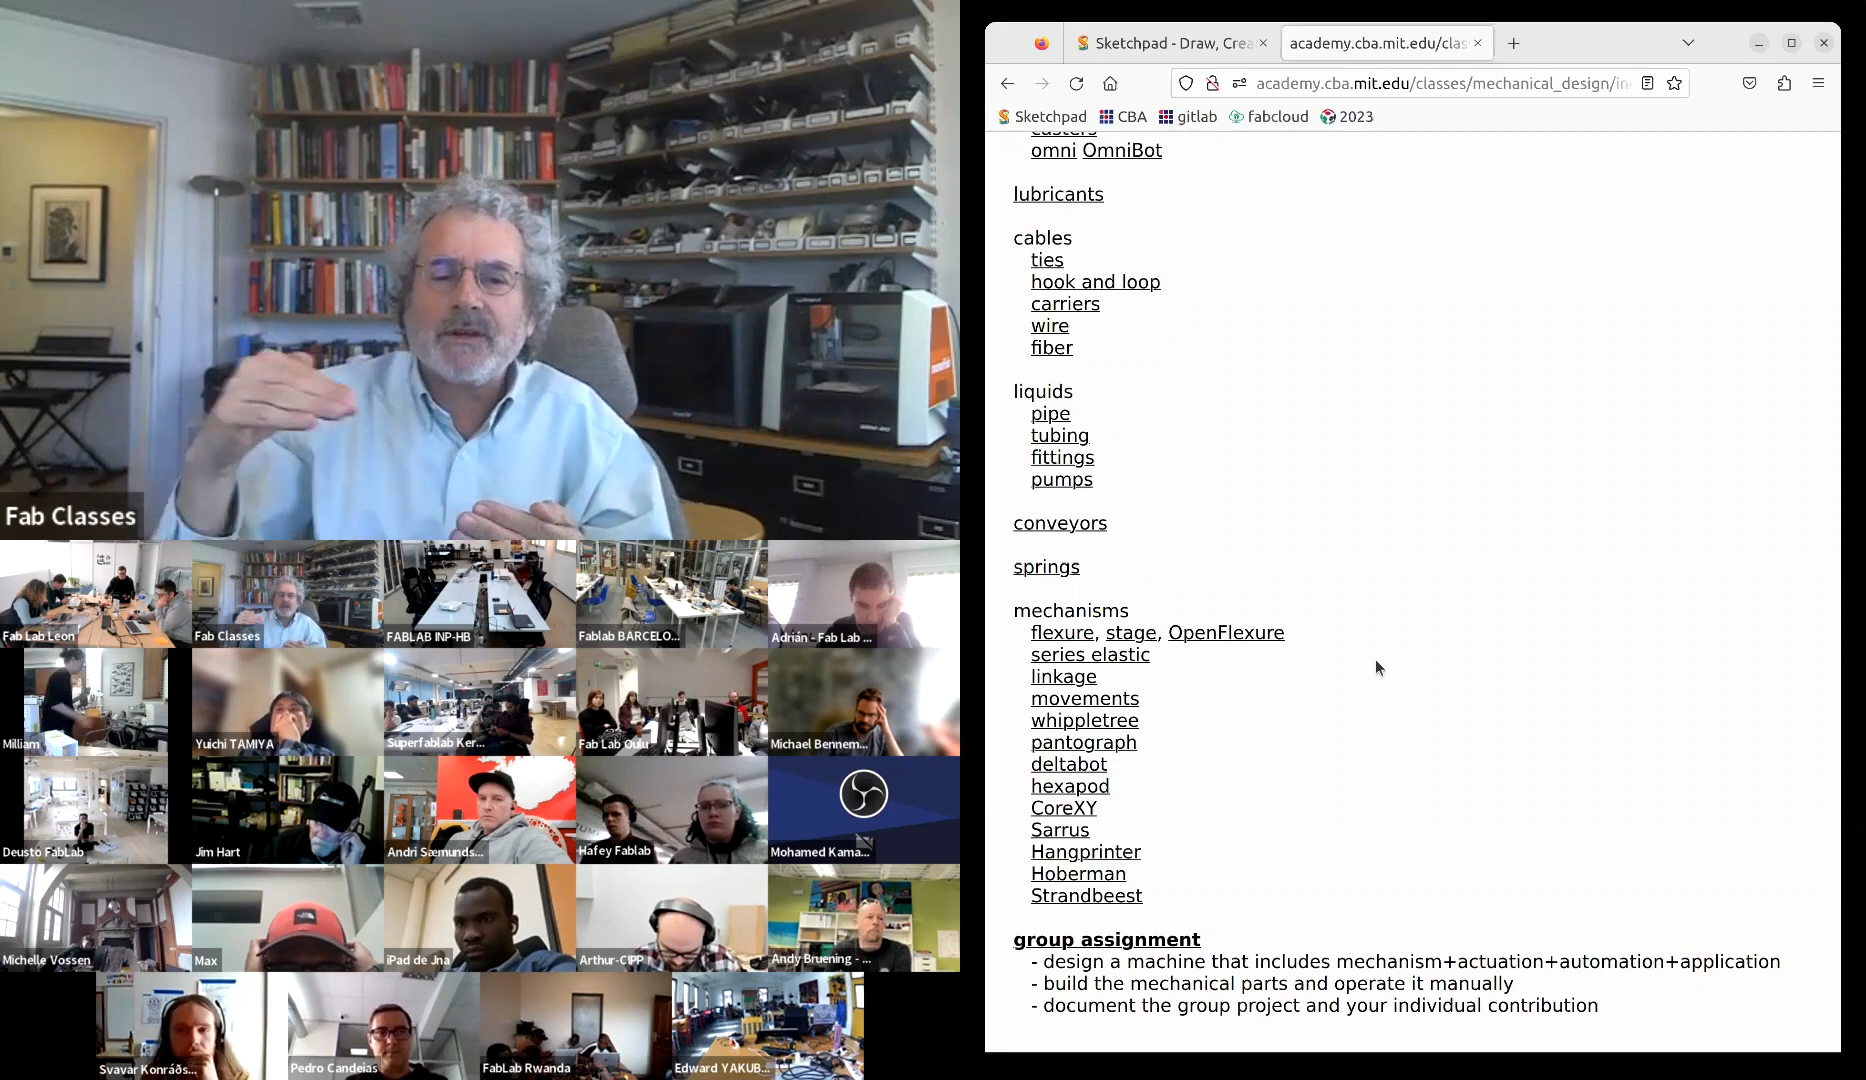 Fab Classes
Fab Lab Leon
Fab Classes
FABLAB INP-HB
Fablab BARCELO...
Adrián - Fab Lab ...
Milliam
Yuichi TAMIYA
Superfablab Ker...
Fab Lab Oulu
Michael Bennem...
Deusto FabLab
Jim Hart
Andri Sæmunds...
Hafey Fablab
Mohamed Kama...
Michelle Vossen
Max
iPad de Jna
Arthur-CIPP
Andy Bruening - ...
Svavar Konráðs...
Pedro Candeias
FabLab Rwanda
Edward YAKUB...
Sketchpad - Draw, Crea
academy.cba.mit.edu/clas
academy.cba.mit.edu/classes/mechanical_design/in
Sketchpad CBA gitlab fabcloud 2023
casters
omni OmniBot
lubricants
cables
ties
hook and loop
carriers
wire
fiber
liquids
pipe
tubing
fittings
pumps
conveyors
springs
mechanisms
flexure, stage, OpenFlexure
series elastic
linkage
movements
whippletree
pantograph
deltabot
hexapod
CoreXY
Sarrus
Hangprinter
Hoberman
Strandbeest
group assignment
- design a machine that includes mechanism+actuation+automation+application
- build the mechanical parts and operate it manually
- document the group project and your individual contribution